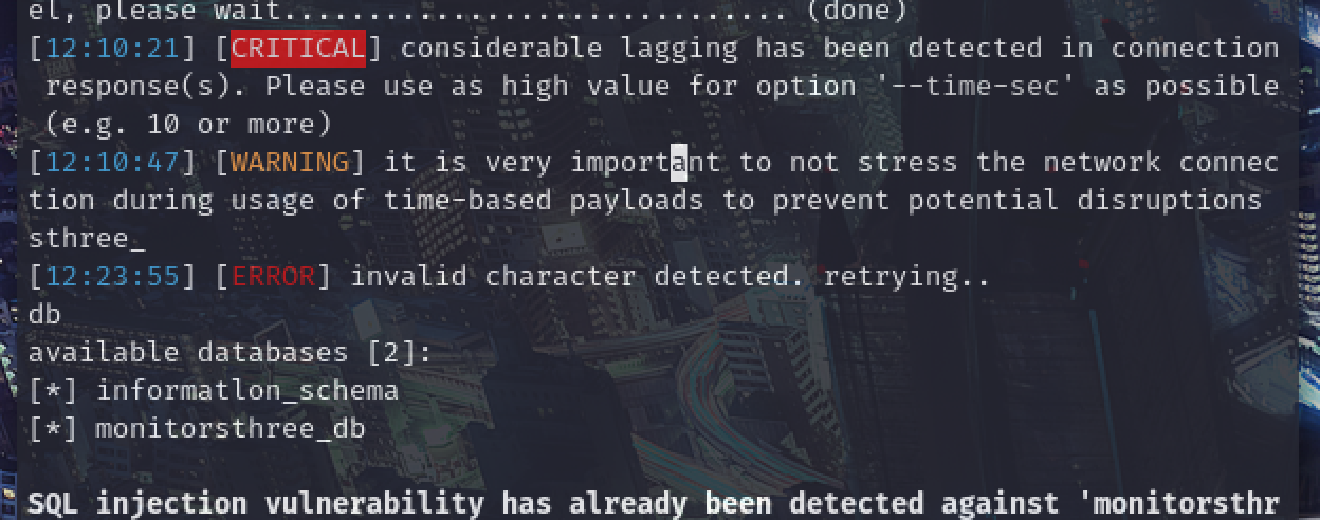 el, please wait.............................. (done)
[12:10:21] [CRITICAL] considerable lagging has been detected in connection
response(s). Please use as high value for option '--time-sec' as possible
(e.g. 10 or more)
[12:10:47] [WARNING] it is very important to not stress the network connec
tion during usage of time-based payloads to prevent potential disruptions
sthree_
[12:23:55] [ERROR] invalid character detected. retrying..
db
available databases [2]:
[*] informatlon_schema
[*] monitorsthree_db
SQL injection vulnerability has already been detected against 'monitorsthr